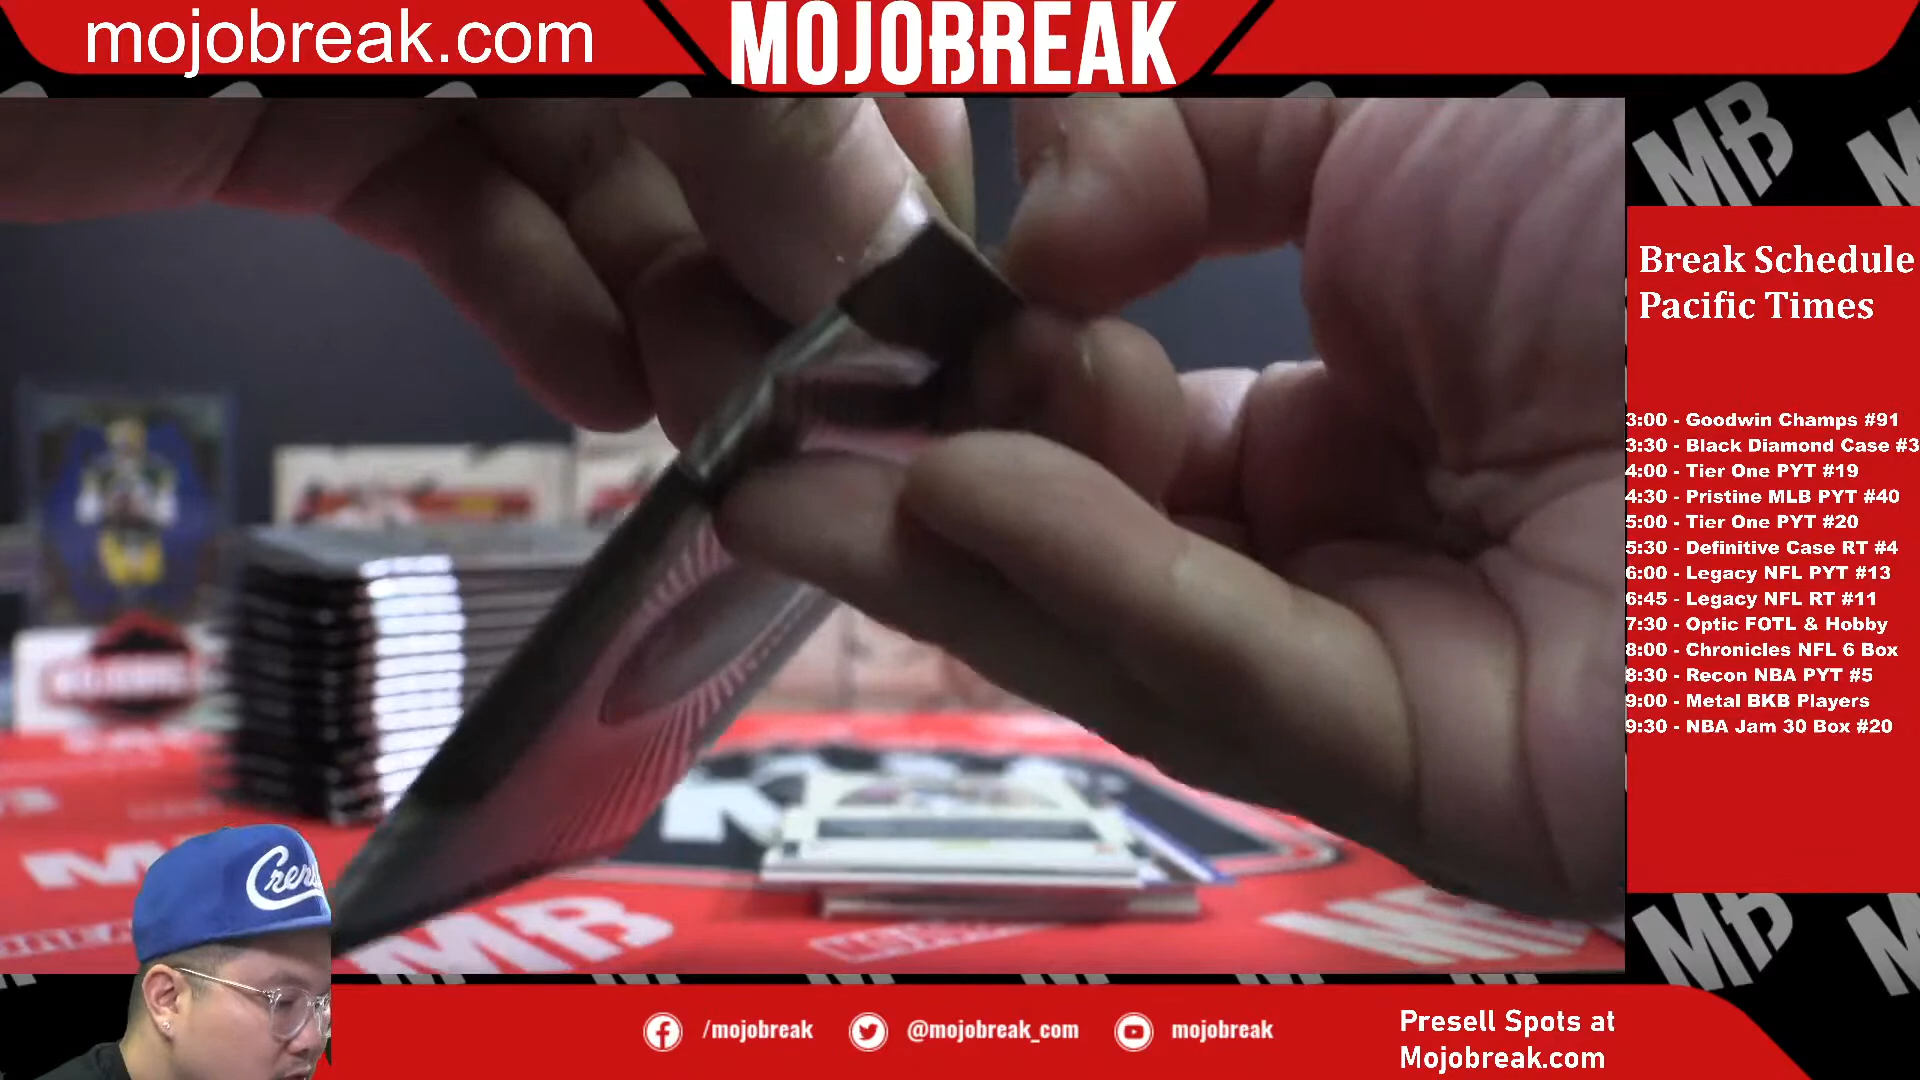 mojobreak.com
MOJOBREAK
MB
Break Schedule
Pacific Times
3:00 - Goodwin Champs #91
3:30 - Black Diamond Case #3
4:00 - Tier One PYT #19
4:30 - Pristine MLB PYT #40
5:00 - Tier One PYT #20
5:30 - Definitive Case RT #4
6:00 - Legacy NFL PYT #13
6:45 - Legacy NFL RT #11
7:30 - Optic FOTL & Hobby
8:00 - Chronicles NFL 6 Box
8:30 - Recon NBA PYT #5
9:00 - Metal BKB Players
9:30 - NBA Jam 30 Box #20
MB
MB
/mojobreak
@mojobreak_com
mojobreak
Presell Spots at
Mojobreak.com